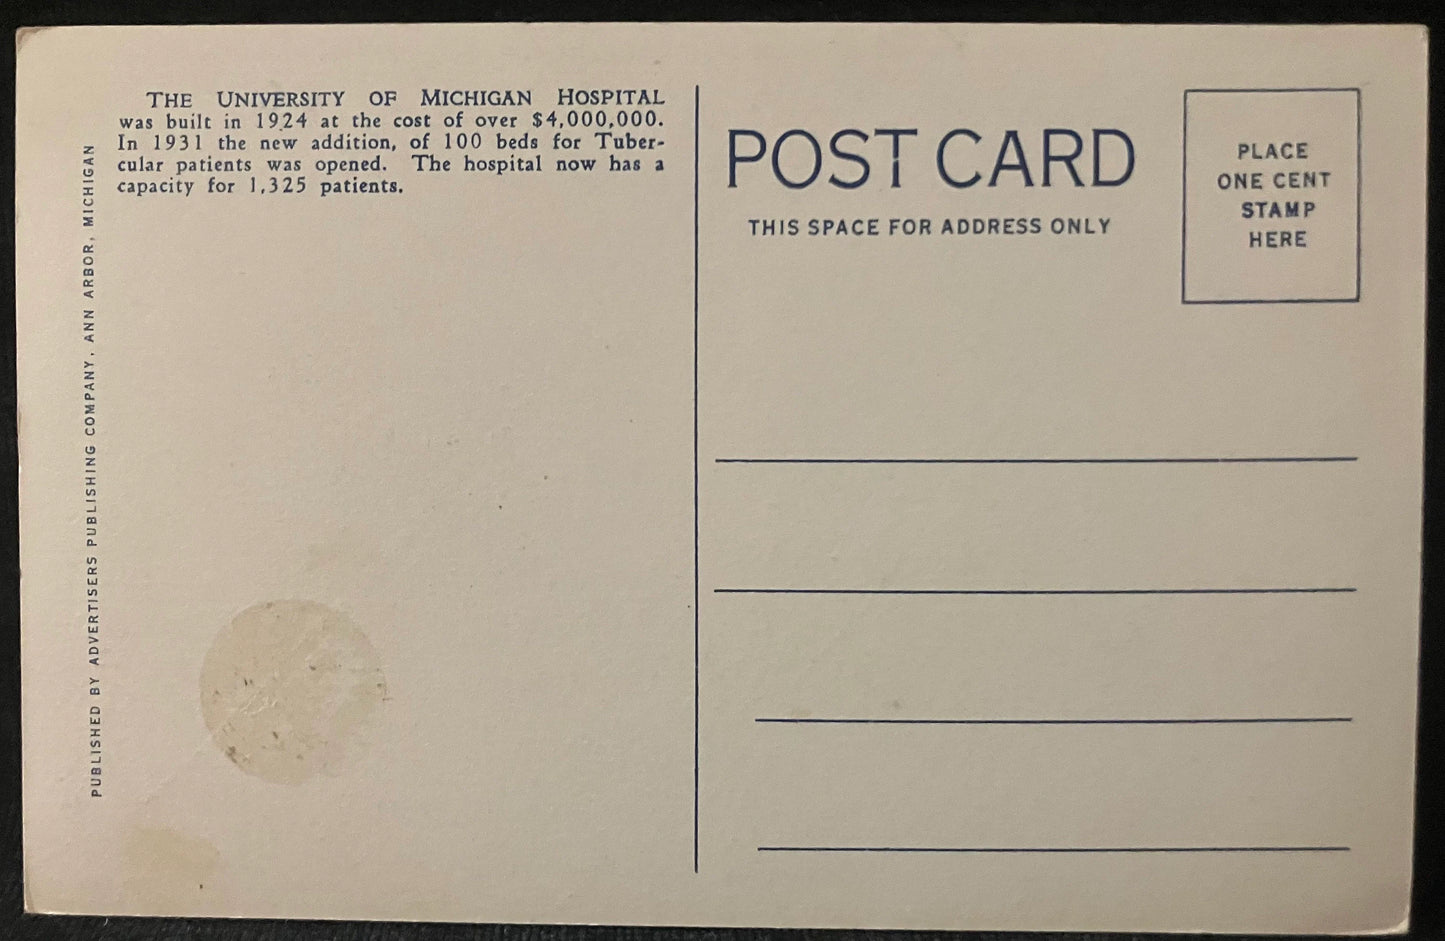 THE UNIVERSITY OF MICHIGAN HOSPITAL
was built in 1924 at the cost of over $4,000,000.
In 1931 the new addition, of 100 beds for Tuber-
cular patients was opened. The hospital now has a
capacity for 1,325 patients.
PUBLISHED BY ADVERTISERS PUBLISHING COMPANY, ANN ARBOR, MICHIGAN
POST CARD
THIS SPACE FOR ADDRESS ONLY
PLACE
ONE CENT
STAMP
HERE